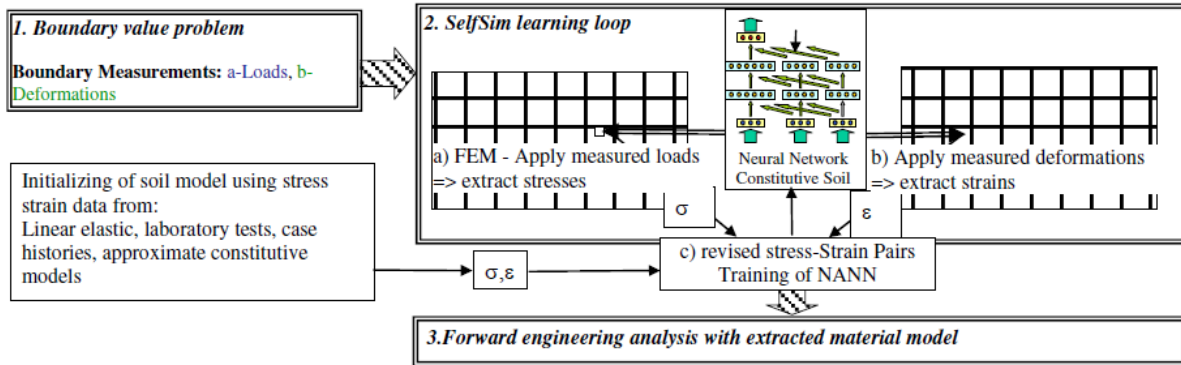 1. Boundary value problem
Boundary Measurements: a-Loads, b-
Deformations
2. SelfSim learning loop
a) FEM - Apply measured loads
=> extract stresses
Neural Network
Constitutive Soil
b) Apply measured deformations
=> extract strains
σ
ε
Initializing of soil model using stress
strain data from:
Linear elastic, laboratory tests, case
histories, approximate constitutive
models
σ,ε
c) revised stress-Strain Pairs
Training of NANN
3.Forward engineering analysis with extracted material model